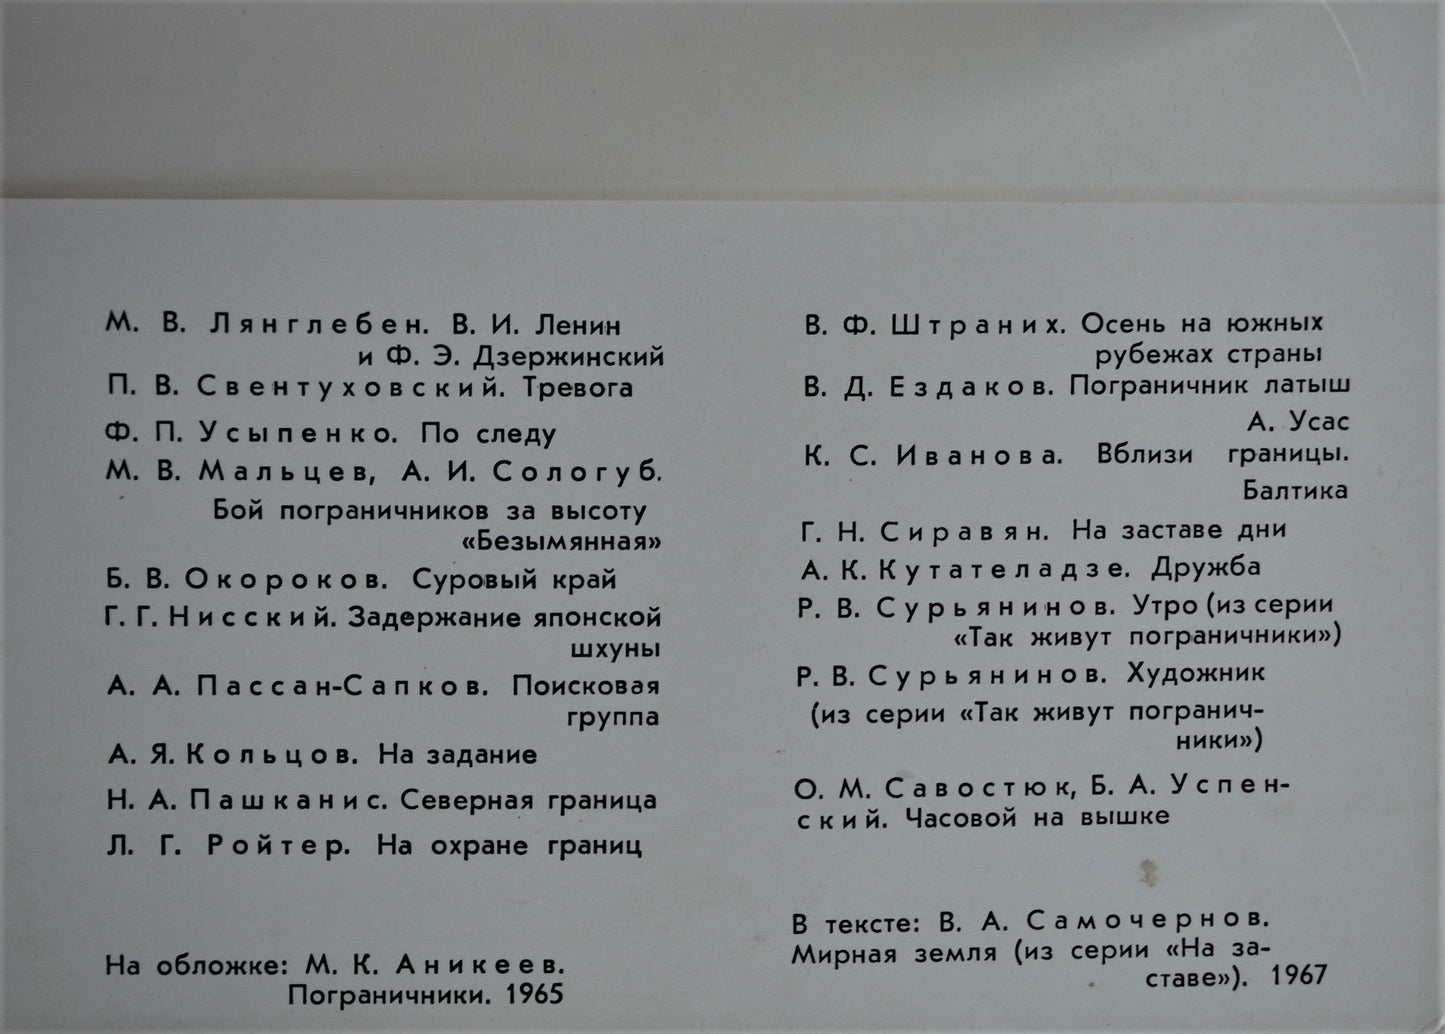 М. В. Лянглебен. В. И. Ленин
и Ф. Э. Дзержинский
П. В. Свентуховский. Тревога
Ф. П. Усыпенко. По следу
М. В. Мальцев, А. И. Сологуб.
Бой пограничников за высоту
«Безымянная»
Б. В. Окороков. Суровый край
Г. Г. Нисский. Задержание японской
шхуны
А. А. Пассан-Сапков. Поисковая
группа
А. Я. Кольцов. На задание
Н. А. Пашканис. Северная граница
Л. Г. Ройтер. На охране границ
На обложке: М. К. Аникеев.
Пограничники. 1965
В. Ф. Штраних. Осень на южных
рубежах страны
В. Д. Ездаков. Пограничник латыш
А. Усас
К. С. Иванова. Вблизи границы.
Балтика
Г. Н. Сиравян. На заставе дни
А. К. Кутателадзе. Дружба
Р. В. Сурьянинов. Утро (из серии
«Так живут пограничники»)
Р. В. Сурьянинов. Художник
(из серии «Так живут погранич-
ники»)
О. М. Савостюк, Б. А. Успен-
ский. Часовой на вышке
В тексте: В. А. Самочернов.
Мирная земля (из серии «На за-
ставе»). 1967